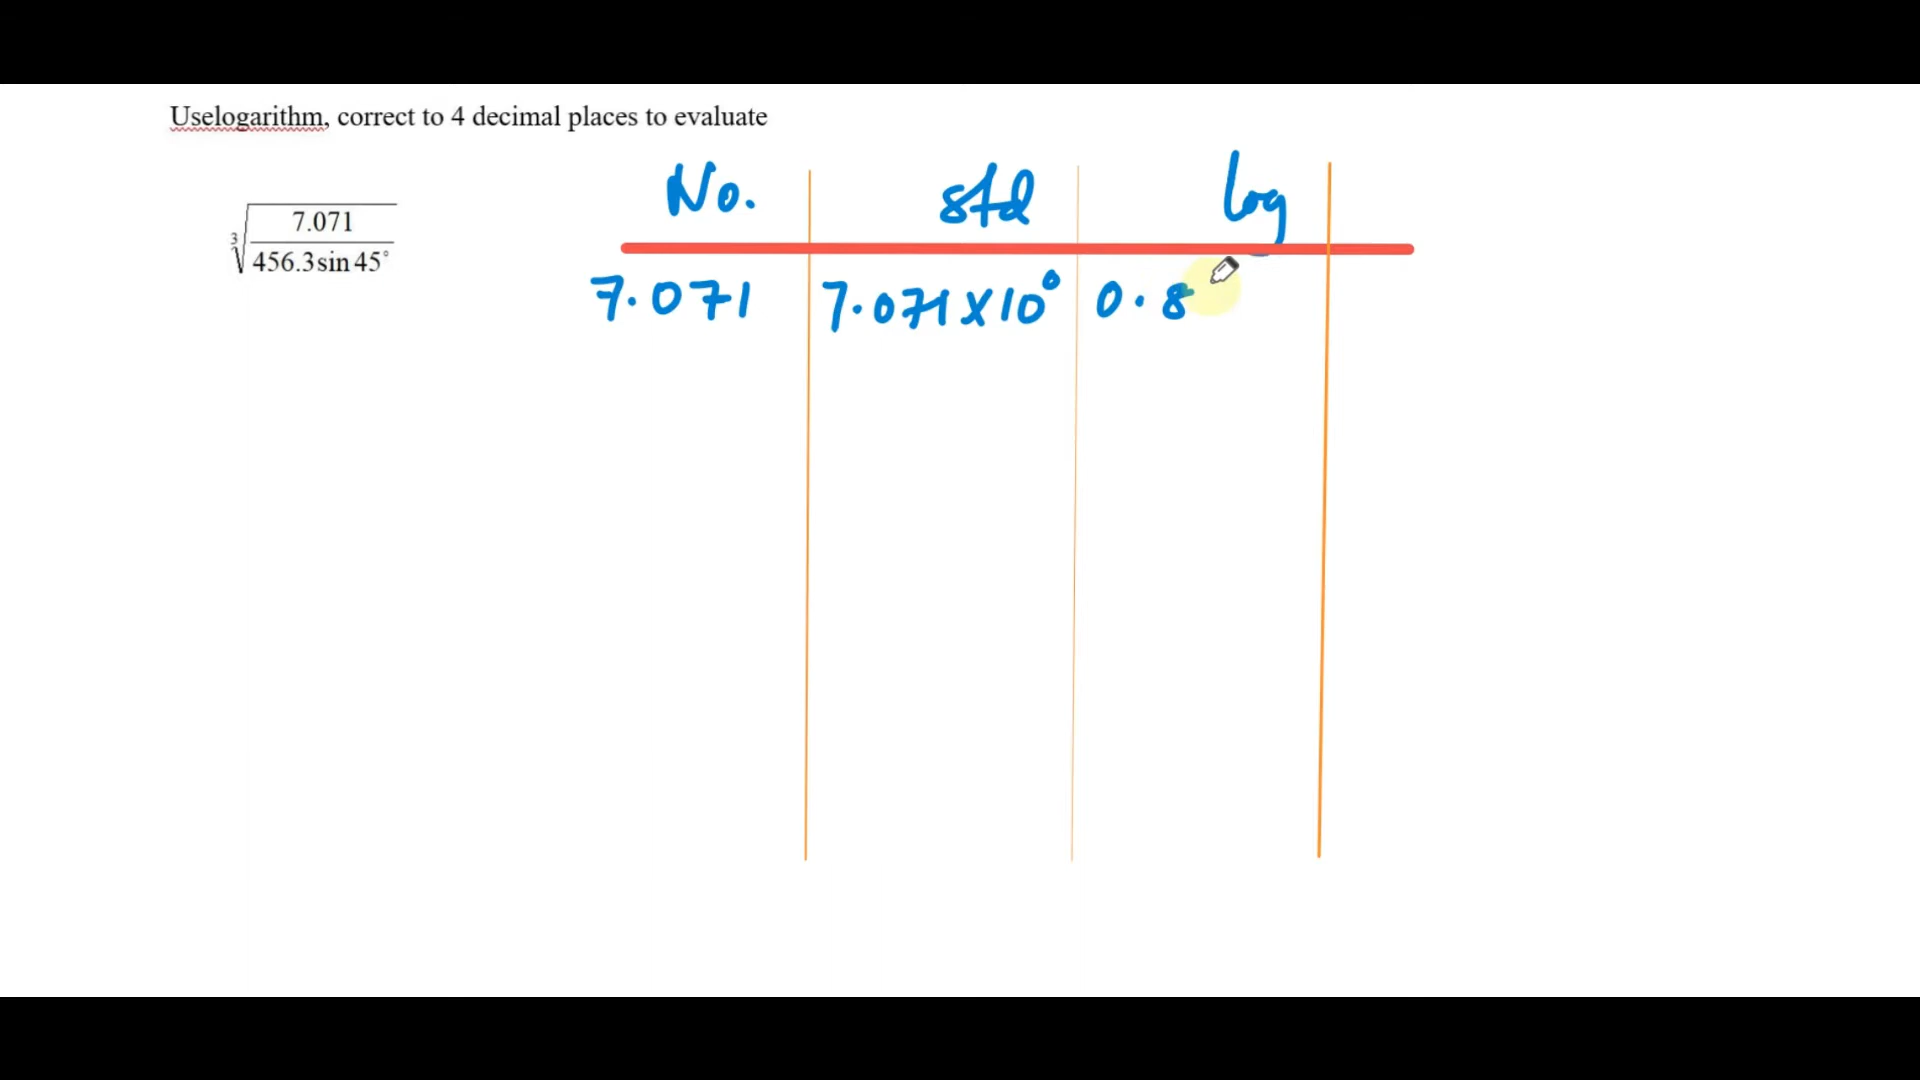 Uselogarithm, correct to 4 decimal places to evaluate
No. std log
∛(7.071 / 456.3 sin 45°)
7.071 7.071 x 10⁰ 0.8